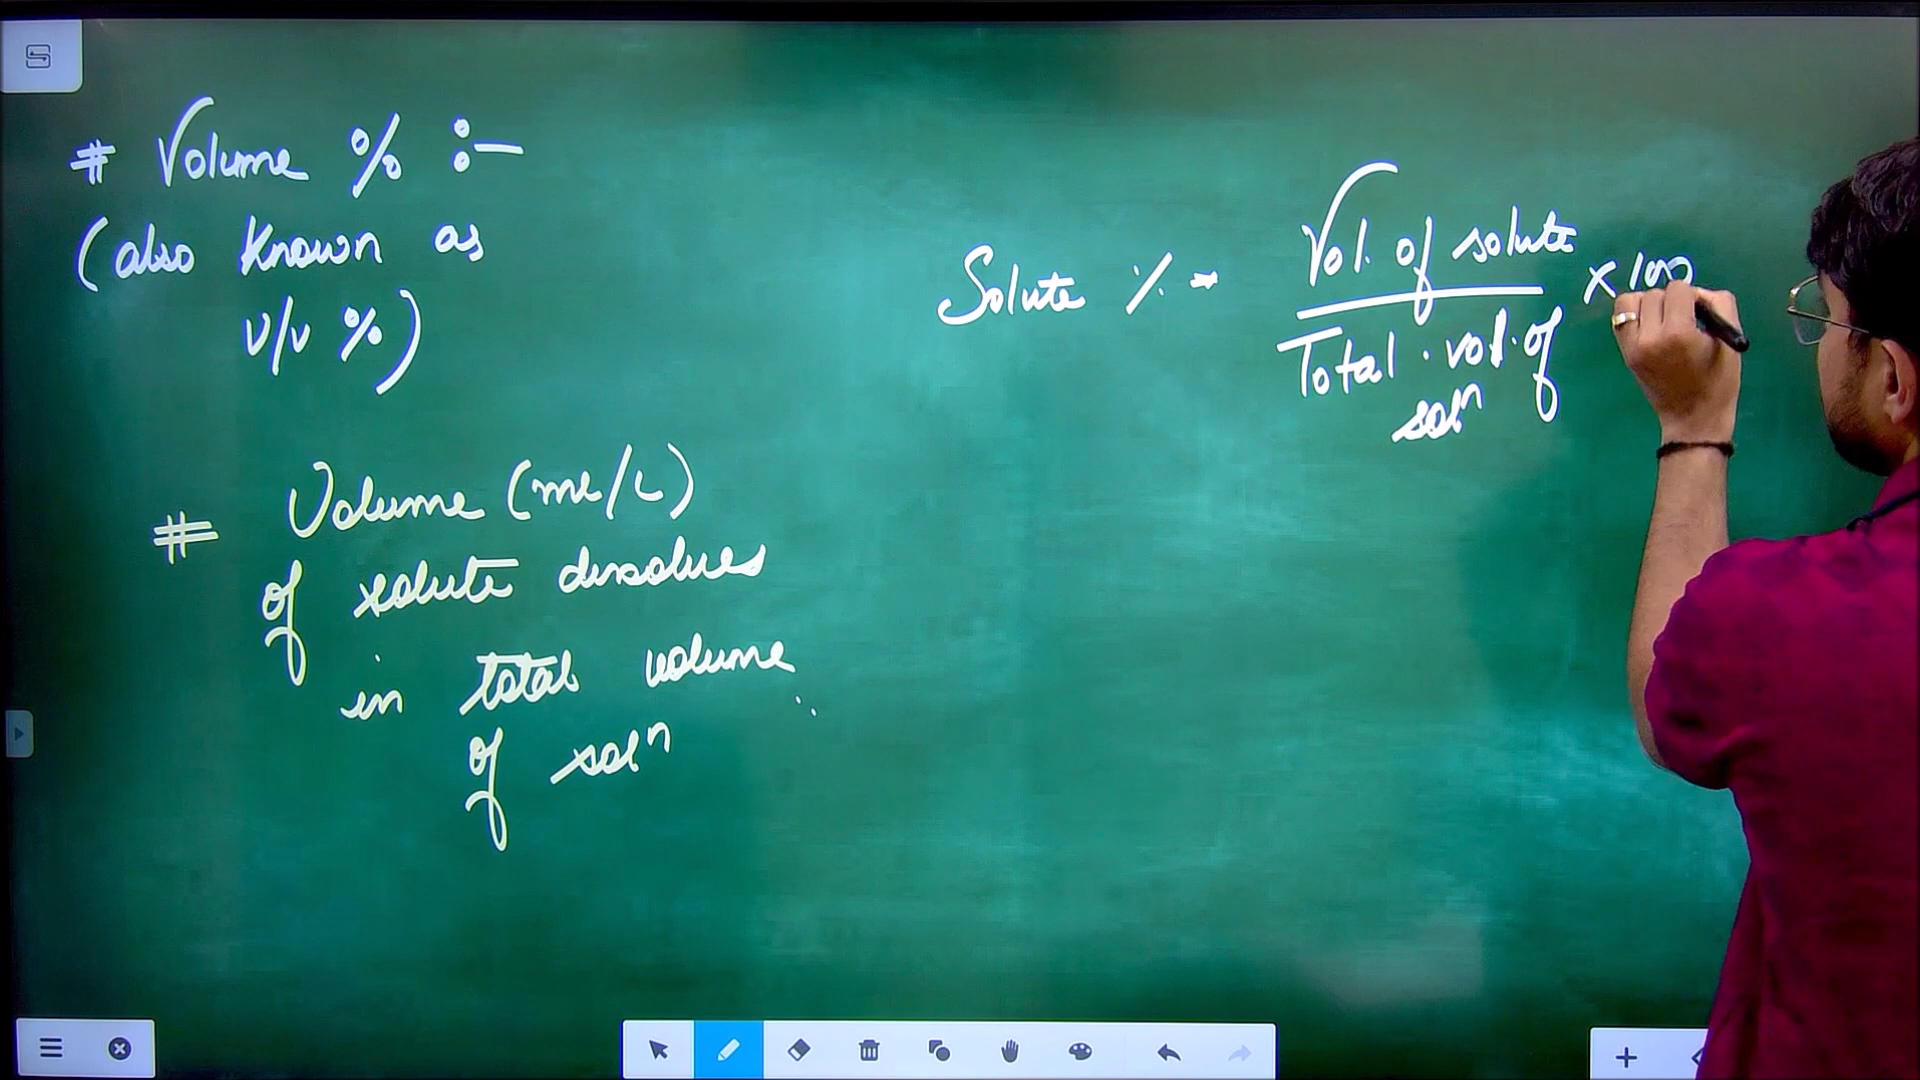 # Volume % :-
(also known as
v/v %)
# Volume (ml/L)
of solute dissolves
in total volume
of solⁿ
Solute % → Vol. of solute × 100
Total . vol. of
solⁿ